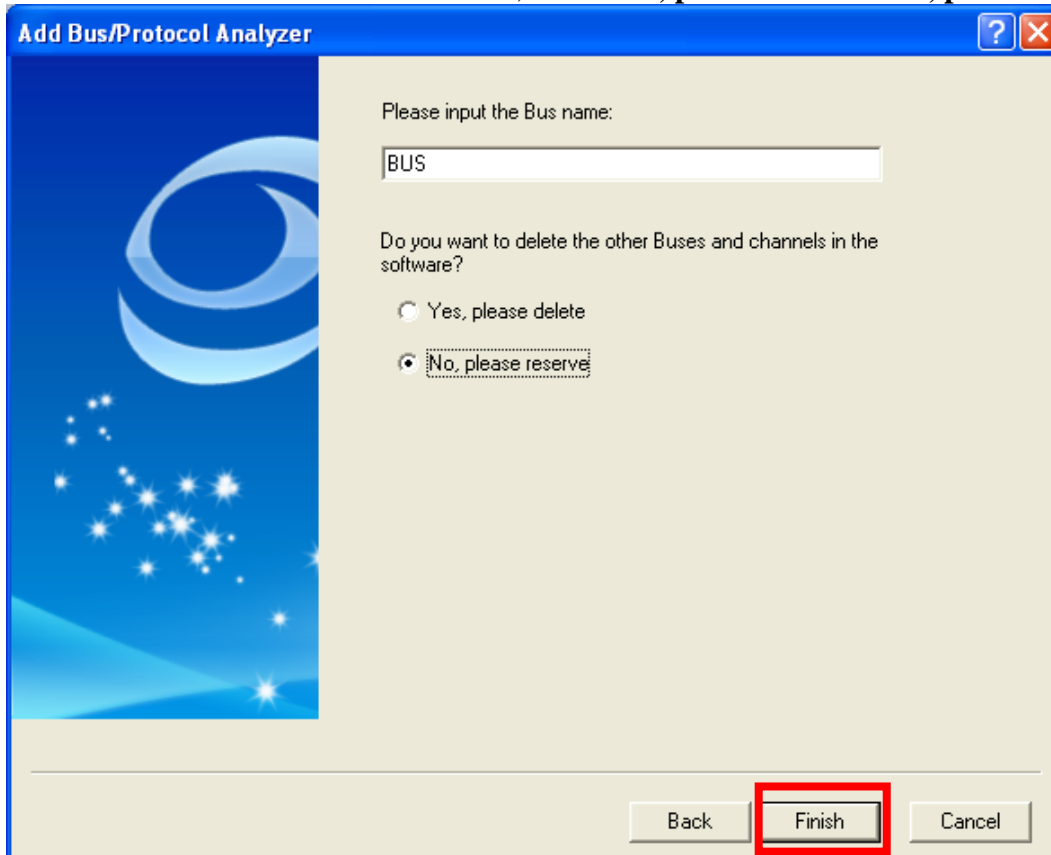 Add Bus/Protocol Analyzer
Please input the Bus name:
BUS
Do you want to delete the other Buses and channels in the
software?
Yes, please delete
No, please reserve
Back Finish Cancel